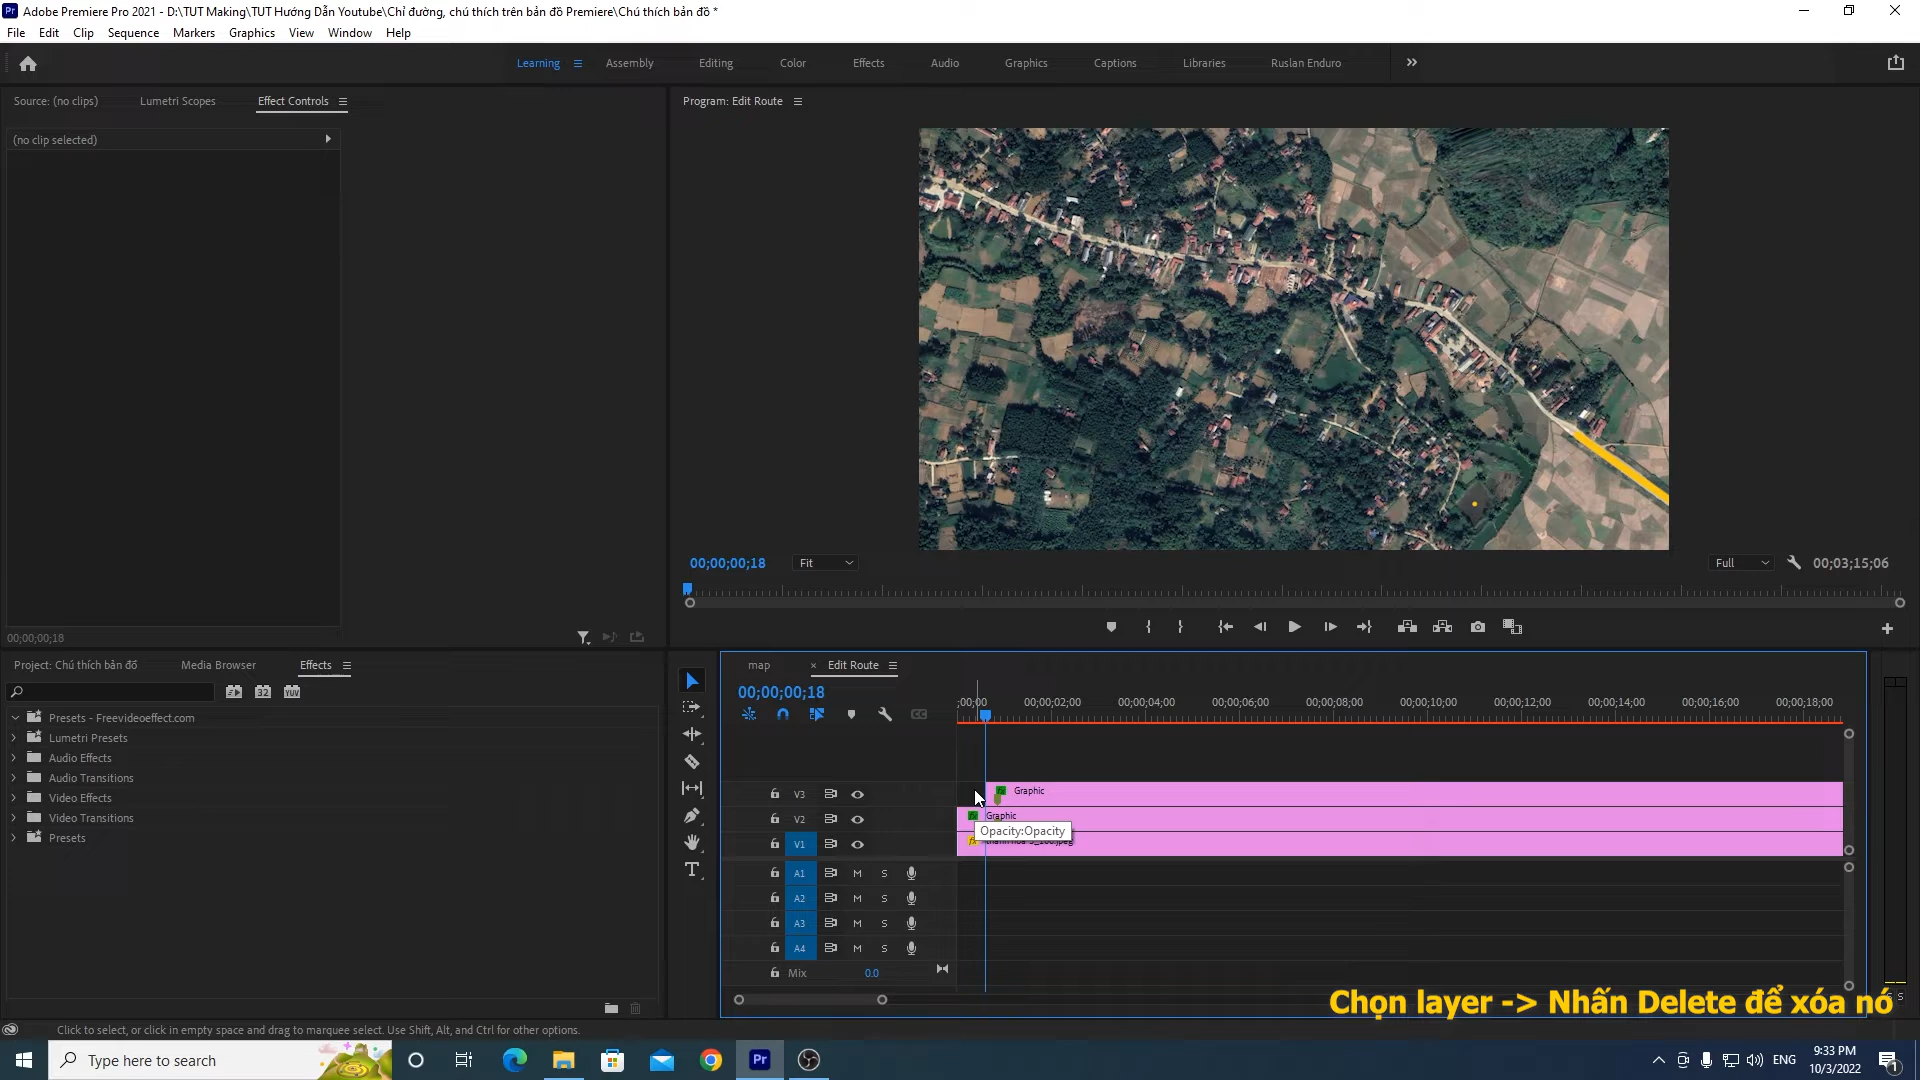 Adobe Premiere Pro 2021 - D:\TUT Making\TUT Hướng Dẫn Youtube\Chỉ đường, chú thích trên bản đồ Premiere\Chú thích bản đồ *
File Edit Clip Sequence Markers Graphics View Window Help
Learning Assembly Editing Color Effects Audio Graphics Captions Libraries Ruslan Enduro
Source: (no clips) Lumetri Scopes Effect Controls
Program: Edit Route
(no clip selected)
00;00;00;18 Fit Full 00;03;15;06
00;00;00;18
Project: Chú thích bản đồ Media Browser Effects
map × Edit Route
00;00;00;18
;00;00 00;00;02;00 00;00;04;00 00;00;06;00 00;00;08;00 00;00;10;00 00;00;12;00 00;00;14;00 00;00;16;00 00;00;18;00
Presets - Freevideoeffect.com
Lumetri Presets
Audio Effects
Audio Transitions
Video Effects
Video Transitions
Presets
V3 fx Graphic
V2 fx Graphic
Opacity:Opacity
V1 fx
A1 M S
A2 M S
A3 M S
A4 M S
Mix 0.0
Chọn layer -> Nhấn Delete để xóa nó
Click to select, or click in empty space and drag to marquee select. Use Shift, Alt, and Ctrl for other options.
Type here to search
Pr
ENG
9:33 PM
10/3/2022
1